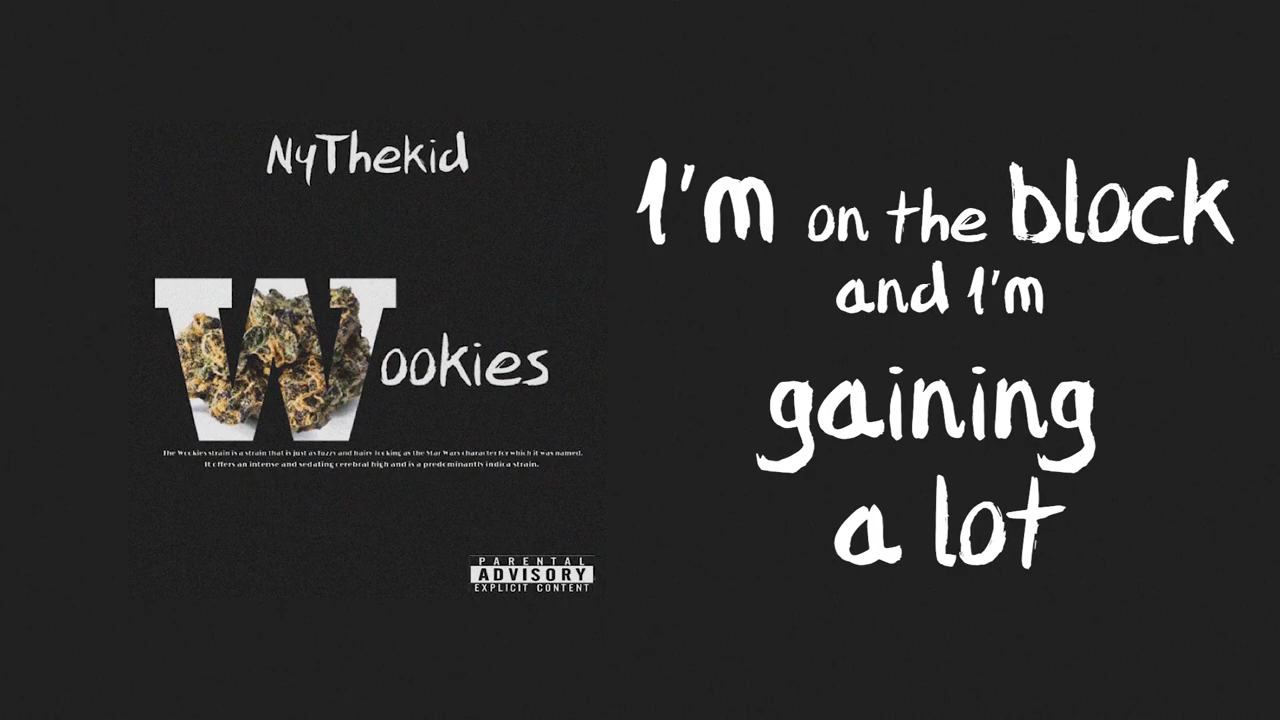 NyThekid
Wookies
The Wookies strain is a strain that is just as fuzzy and hairy-looking as the Star Wars character for which it was named.
It offers an intense and sedating cerebral high and is a predominantly indica strain.
PARENTAL
ADVISORY
EXPLICIT CONTENT
I'm on the block
and I'm
gaining
a lot